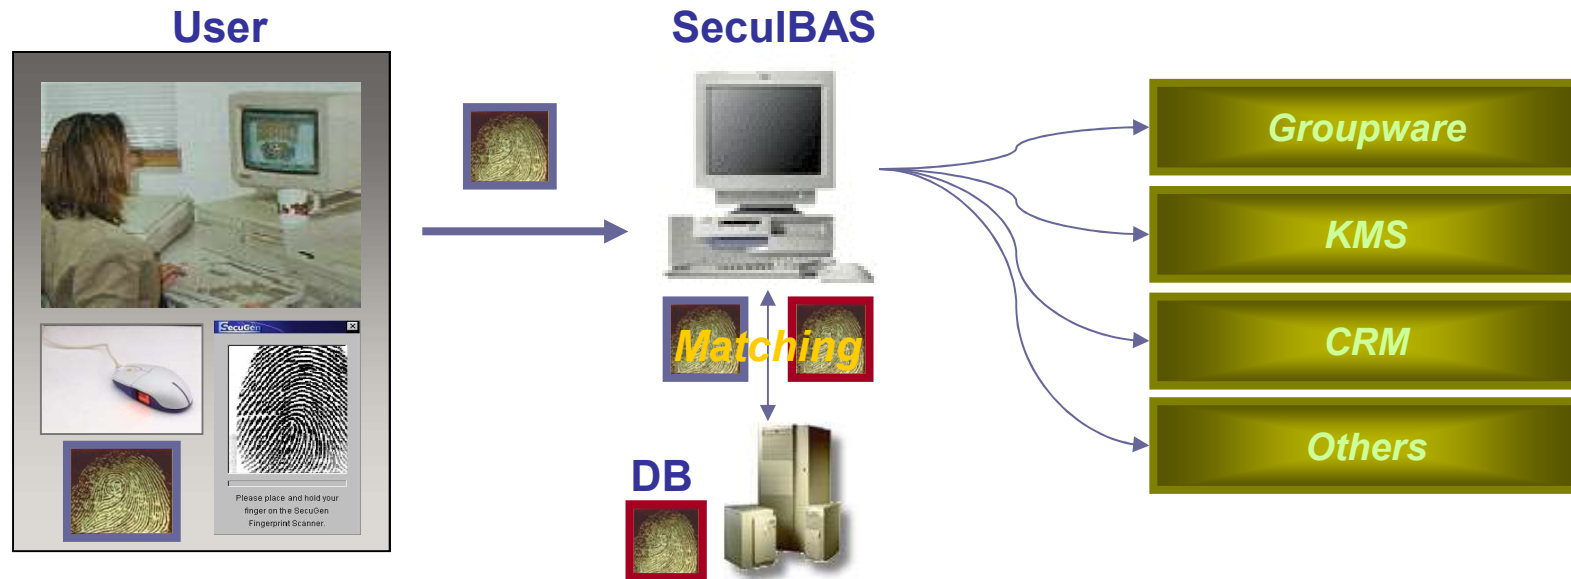 User
SecuIBAS
SecuGen
Please place and hold your
finger on the SecuGen
Fingerprint Scanner.
Matching
DB
Groupware
KMS
CRM
Others